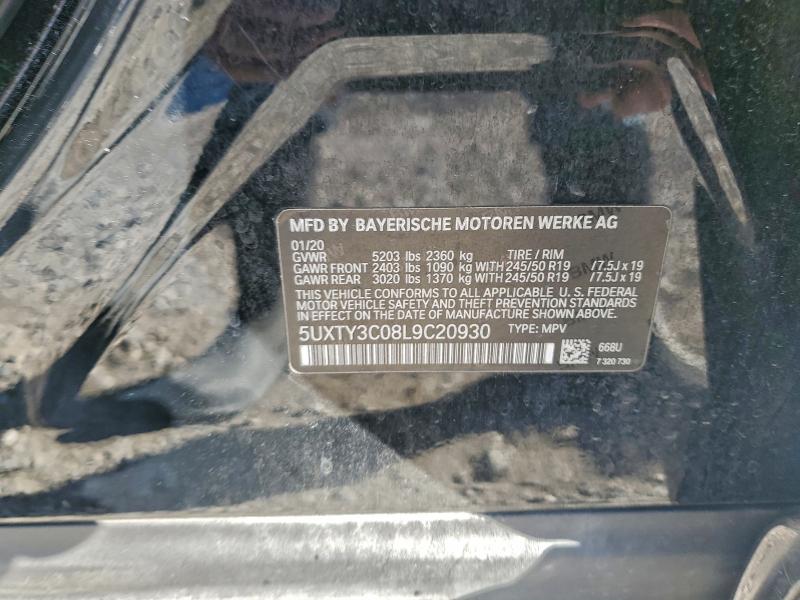 MFD BY BAYERISCHE MOTOREN WERKE AG
01/20
GVWR 5203 lbs 2360 kg TIRE / RIM
GAWR FRONT 2403 lbs 1090 kg WITH 245/50 R19 /7.5J x 19
GAWR REAR 3020 lbs 1370 kg WITH 245/50 R19 /7.5J x 19
THIS VEHICLE CONFORMS TO ALL APPLICABLE U. S. FEDERAL
MOTOR VEHICLE SAFETY AND THEFT PREVENTION STANDARDS
IN EFFECT ON THE DATE OF MANUFACTURE SHOWN ABOVE.
5UXTY3C08L9C20930 TYPE: MPV
668U
7 320 730